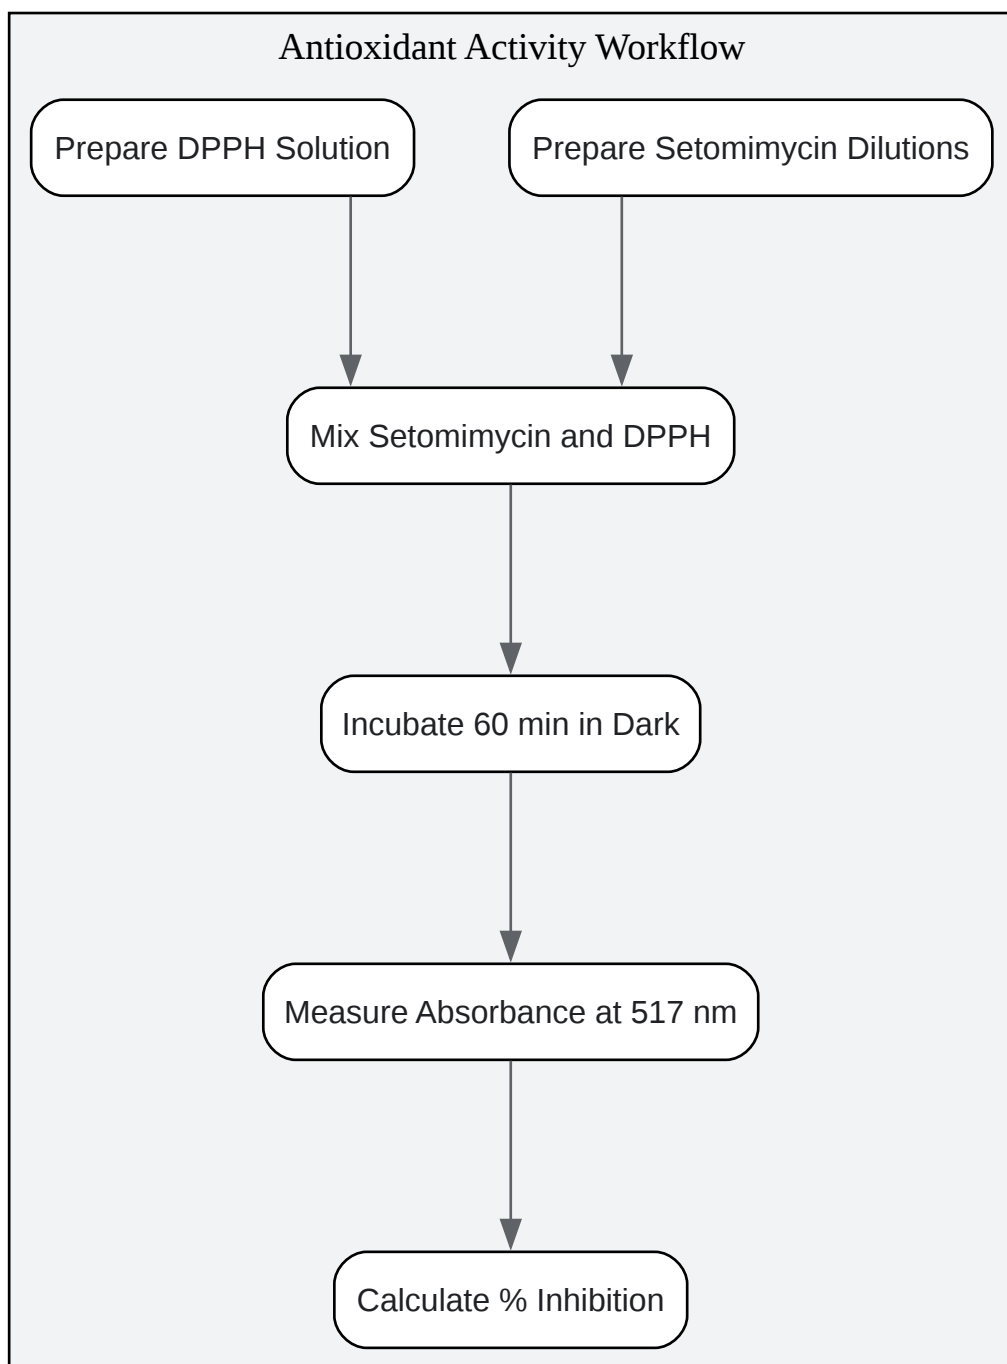 Antioxidant Activity Workflow
Prepare DPPH Solution
Prepare Setomimycin Dilutions
Mix Setomimycin and DPPH
Incubate 60 min in Dark
Measure Absorbance at 517 nm
Calculate % Inhibition